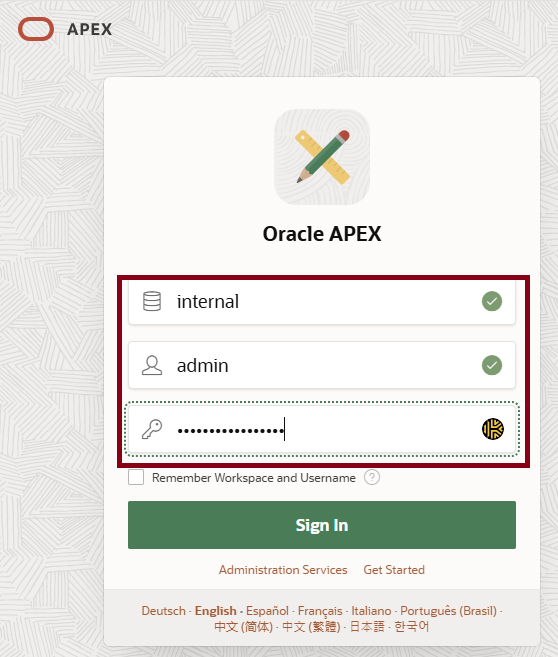 APEX
Oracle APEX
internal
admin
•••••••••••••••••
Remember Workspace and Username ?
Sign In
Administration Services Get Started
Deutsch · English · Español · Français · Italiano · Português (Brasil) ·
中文 (简体) · 中文 (繁體) · 日本語 · 한국어